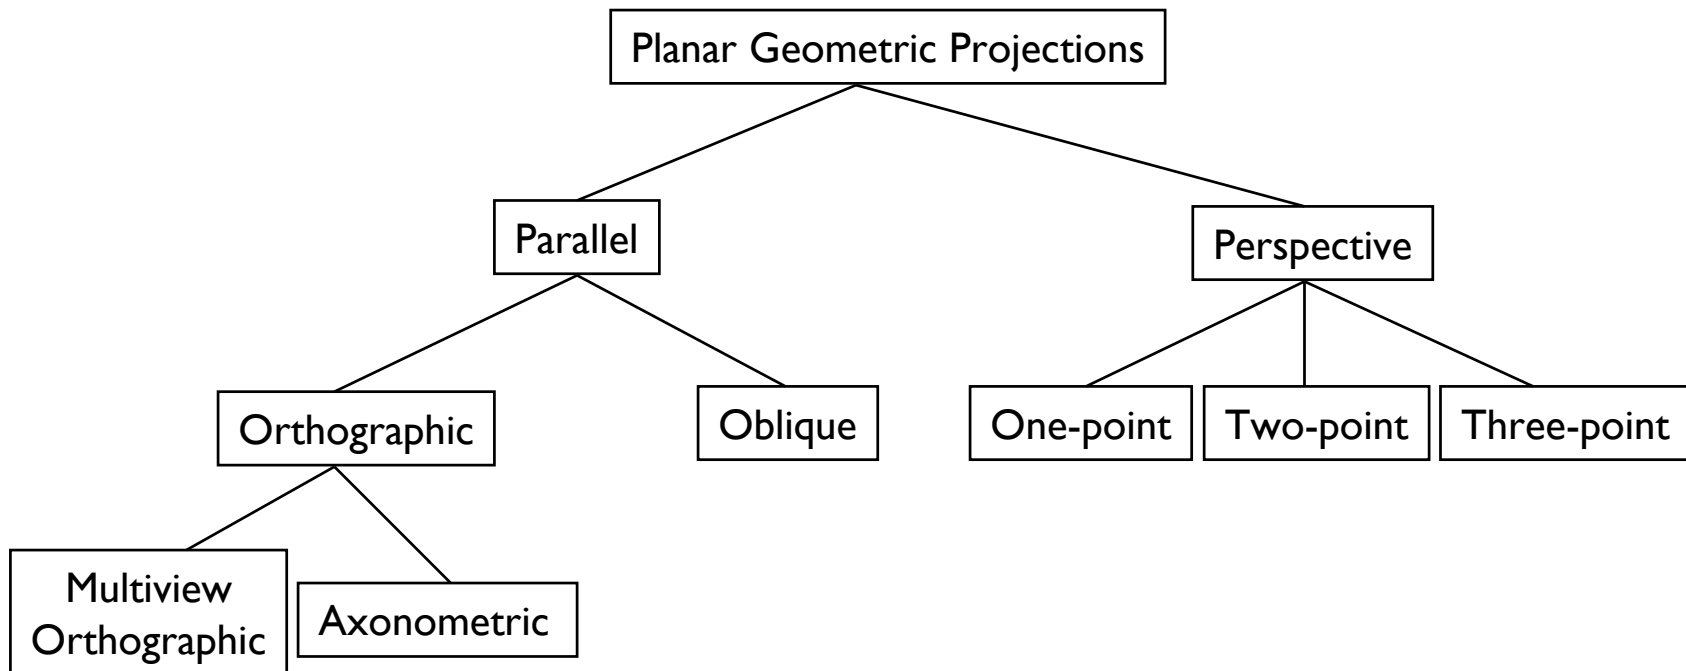 Planar Geometric Projections
Parallel
Perspective
Orthographic
Oblique
One-point
Two-point
Three-point
Multiview
Orthographic
Axonometric